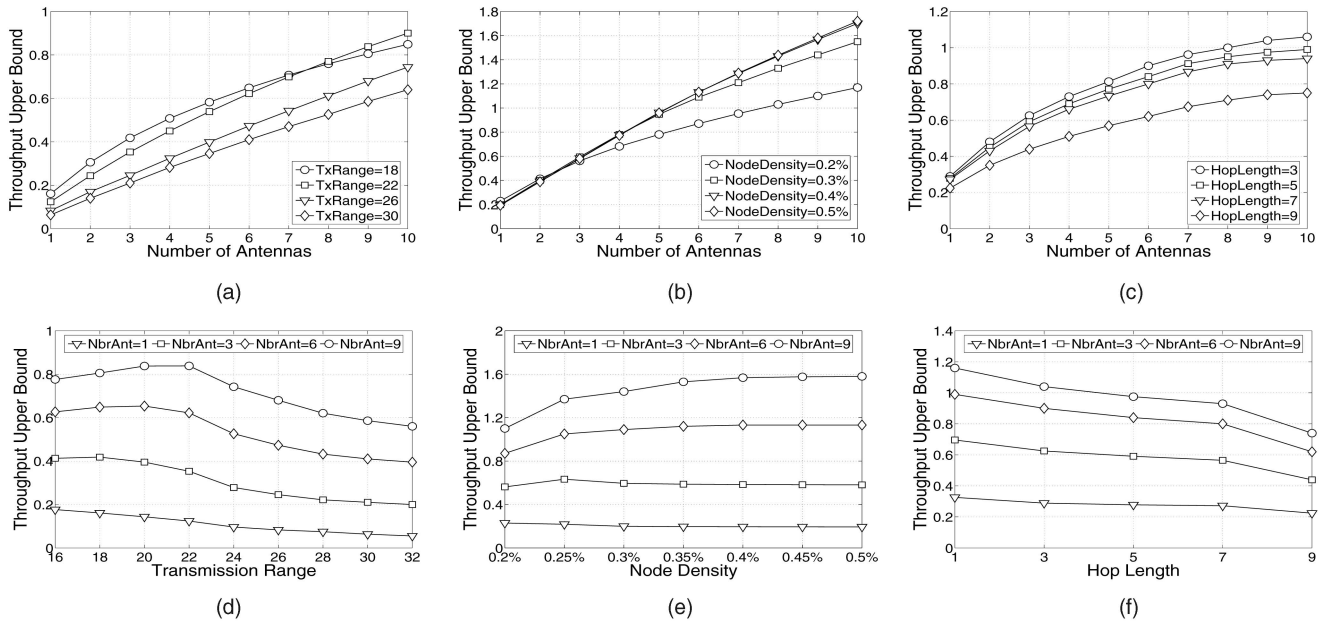 Throughput Upper Bound
1
0.8
0.6
0.4
0.2
0
1 2 3 4 5 6 7 8 9 10
Number of Antennas
TxRange=18
TxRange=22
TxRange=26
TxRange=30
(a)
Throughput Upper Bound
1.8
1.6
1.4
1.2
1
0.8
0.6
0.4
0.2
0
1 2 3 4 5 6 7 8 9 10
Number of Antennas
NodeDensity=0.2%
NodeDensity=0.3%
NodeDensity=0.4%
NodeDensity=0.5%
(b)
Throughput Upper Bound
1.2
1
0.8
0.6
0.4
0.2
0
1 2 3 4 5 6 7 8 9 10
Number of Antennas
HopLength=3
HopLength=5
HopLength=7
HopLength=9
(c)
Throughput Upper Bound
1
0.8
0.6
0.4
0.2
0
NbrAnt=1 NbrAnt=3 NbrAnt=6 NbrAnt=9
16 18 20 22 24 26 28 30 32
Transmission Range
(d)
Throughput Upper Bound
2
1.6
1.2
0.8
0.4
0
NbrAnt=1 NbrAnt=3 NbrAnt=6 NbrAnt=9
0.2% 0.25% 0.3% 0.35% 0.4% 0.45% 0.5%
Node Density
(e)
Throughput Upper Bound
1.4
1.2
1
0.8
0.6
0.4
0.2
0
NbrAnt=1 NbrAnt=3 NbrAnt=6 NbrAnt=9
1 3 5 7 9
Hop Length
(f)